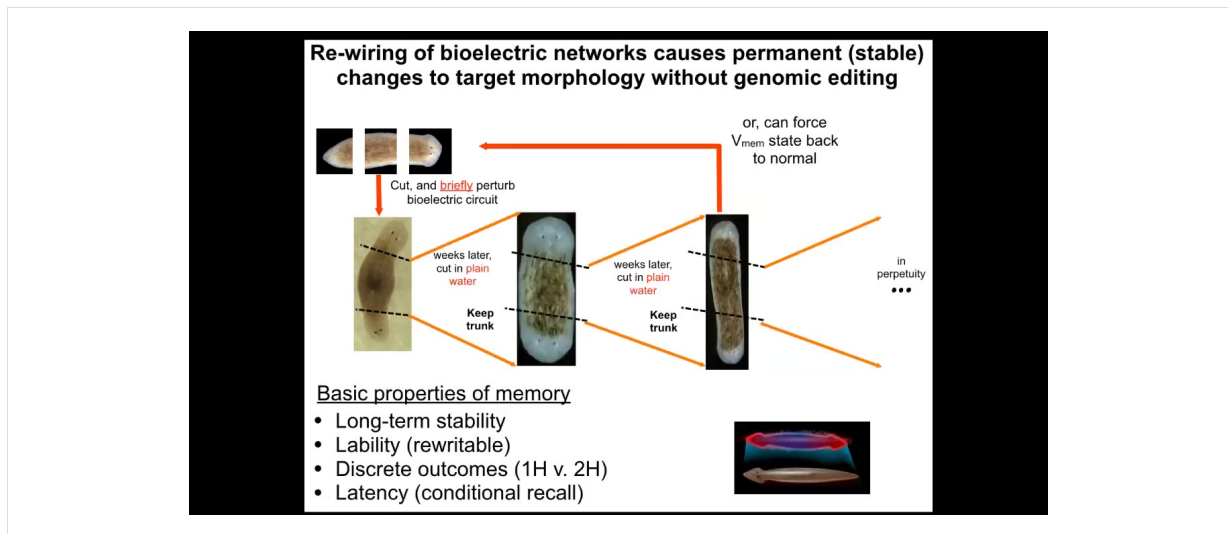 Re-wiring of bioelectric networks causes permanent (stable)
changes to target morphology without genomic editing
or, can force
Vmem state back
to normal
Cut, and briefly perturb
bioelectric circuit
weeks later,
cut in plain
water
Keep
trunk
weeks later,
cut in plain
water
Keep
trunk
in
perpetuity
•••
Basic properties of memory
• Long-term stability
• Lability (rewritable)
• Discrete outcomes (1H v. 2H)
• Latency (conditional recall)